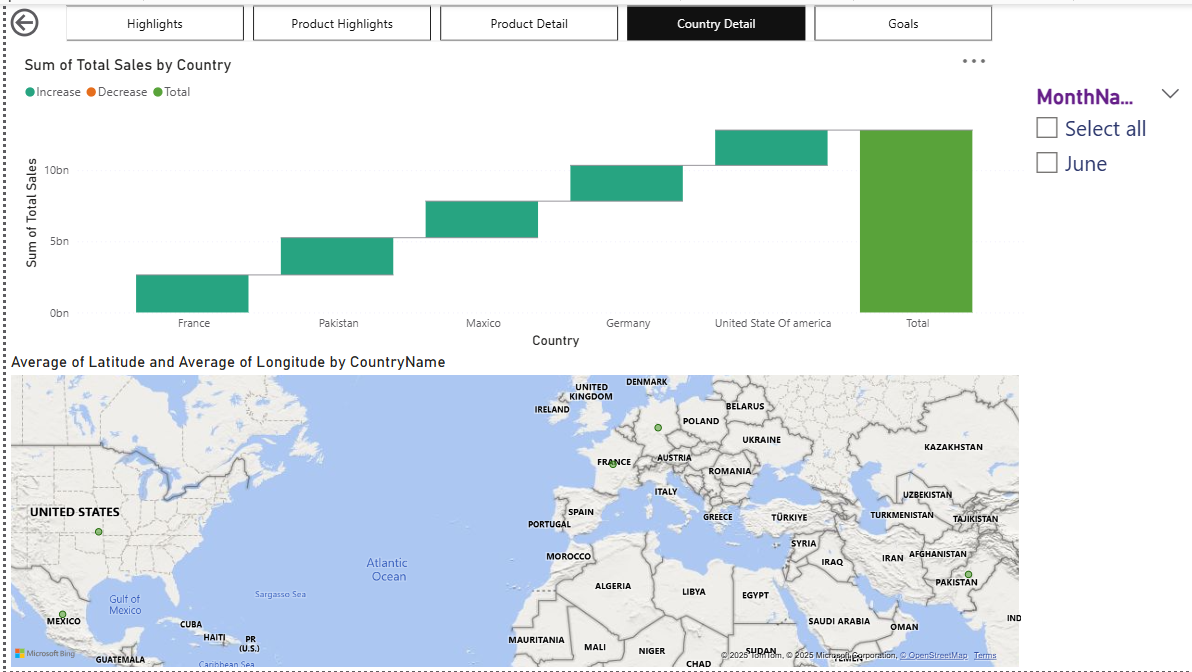 Highlights
Product Highlights
Product Detail
Country Detail
Goals
Sum of Total Sales by Country
Increase
Decrease
Total
MonthNa...
Select all
June
Sum of Total Sales
10bn
5bn
0bn
France
Pakistan
Maxico
Germany
United State Of america
Total
Country
Average of Latitude and Average of Longitude by CountryName
UNITED
KINGDOM
DENMARK
IRELAND
BELARUS
POLAND
UKRAINE
KAZAKHSTAN
FRANCE
AUSTRIA
ROMANIA
ITALY
UZBEKISTAN
UNITED STATES
SPAIN
PORTUGAL
GREECE
TÜRKIYE
TURKMENISTAN
TAJIKISTAN
SYRIA
MOROCCO
IRAQ
IRAN
AFGHANISTAN
Atlantic
Ocean
PAKISTAN
ALGERIA
LIBYA
EGYPT
Sargasso Sea
Gulf of
Mexico
MEXICO
CUBA
HAITI
PR
(U.S.)
SAUDI ARABIA
OMAN
IND
MAURITANIA
MALI
NIGER
SUDAN
YEMEN
CHAD
GUATEMALA
Caribbean Sea
Microsoft Bing
© 2025 TomTom, © 2025 Microsoft Corporation, © OpenStreetMap Terms